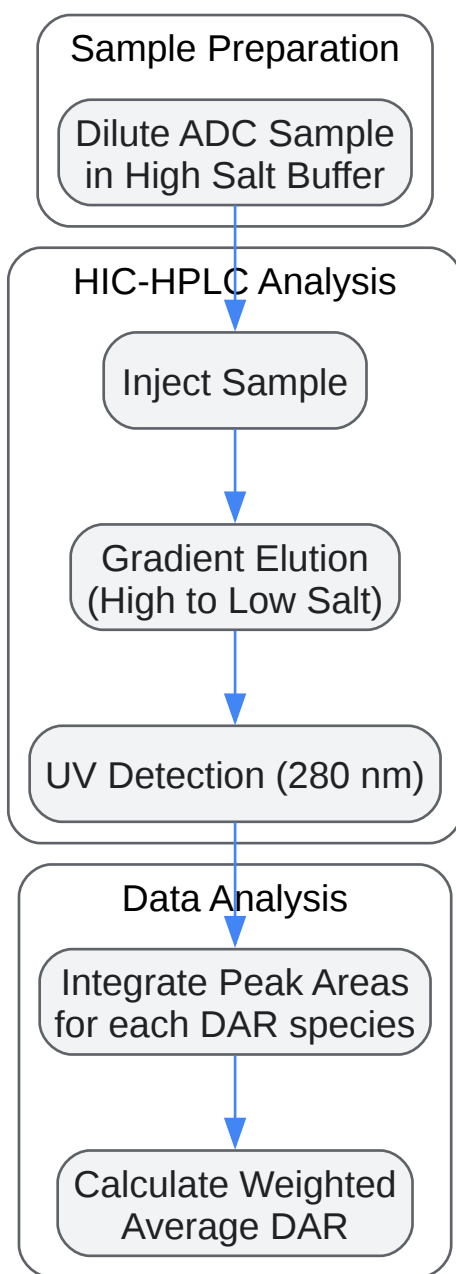 Sample Preparation
Dilute ADC Sample
in High Salt Buffer
HIC-HPLC Analysis
Inject Sample
Gradient Elution
(High to Low Salt)
UV Detection (280 nm)
Data Analysis
Integrate Peak Areas
for each DAR species
Calculate Weighted
Average DAR